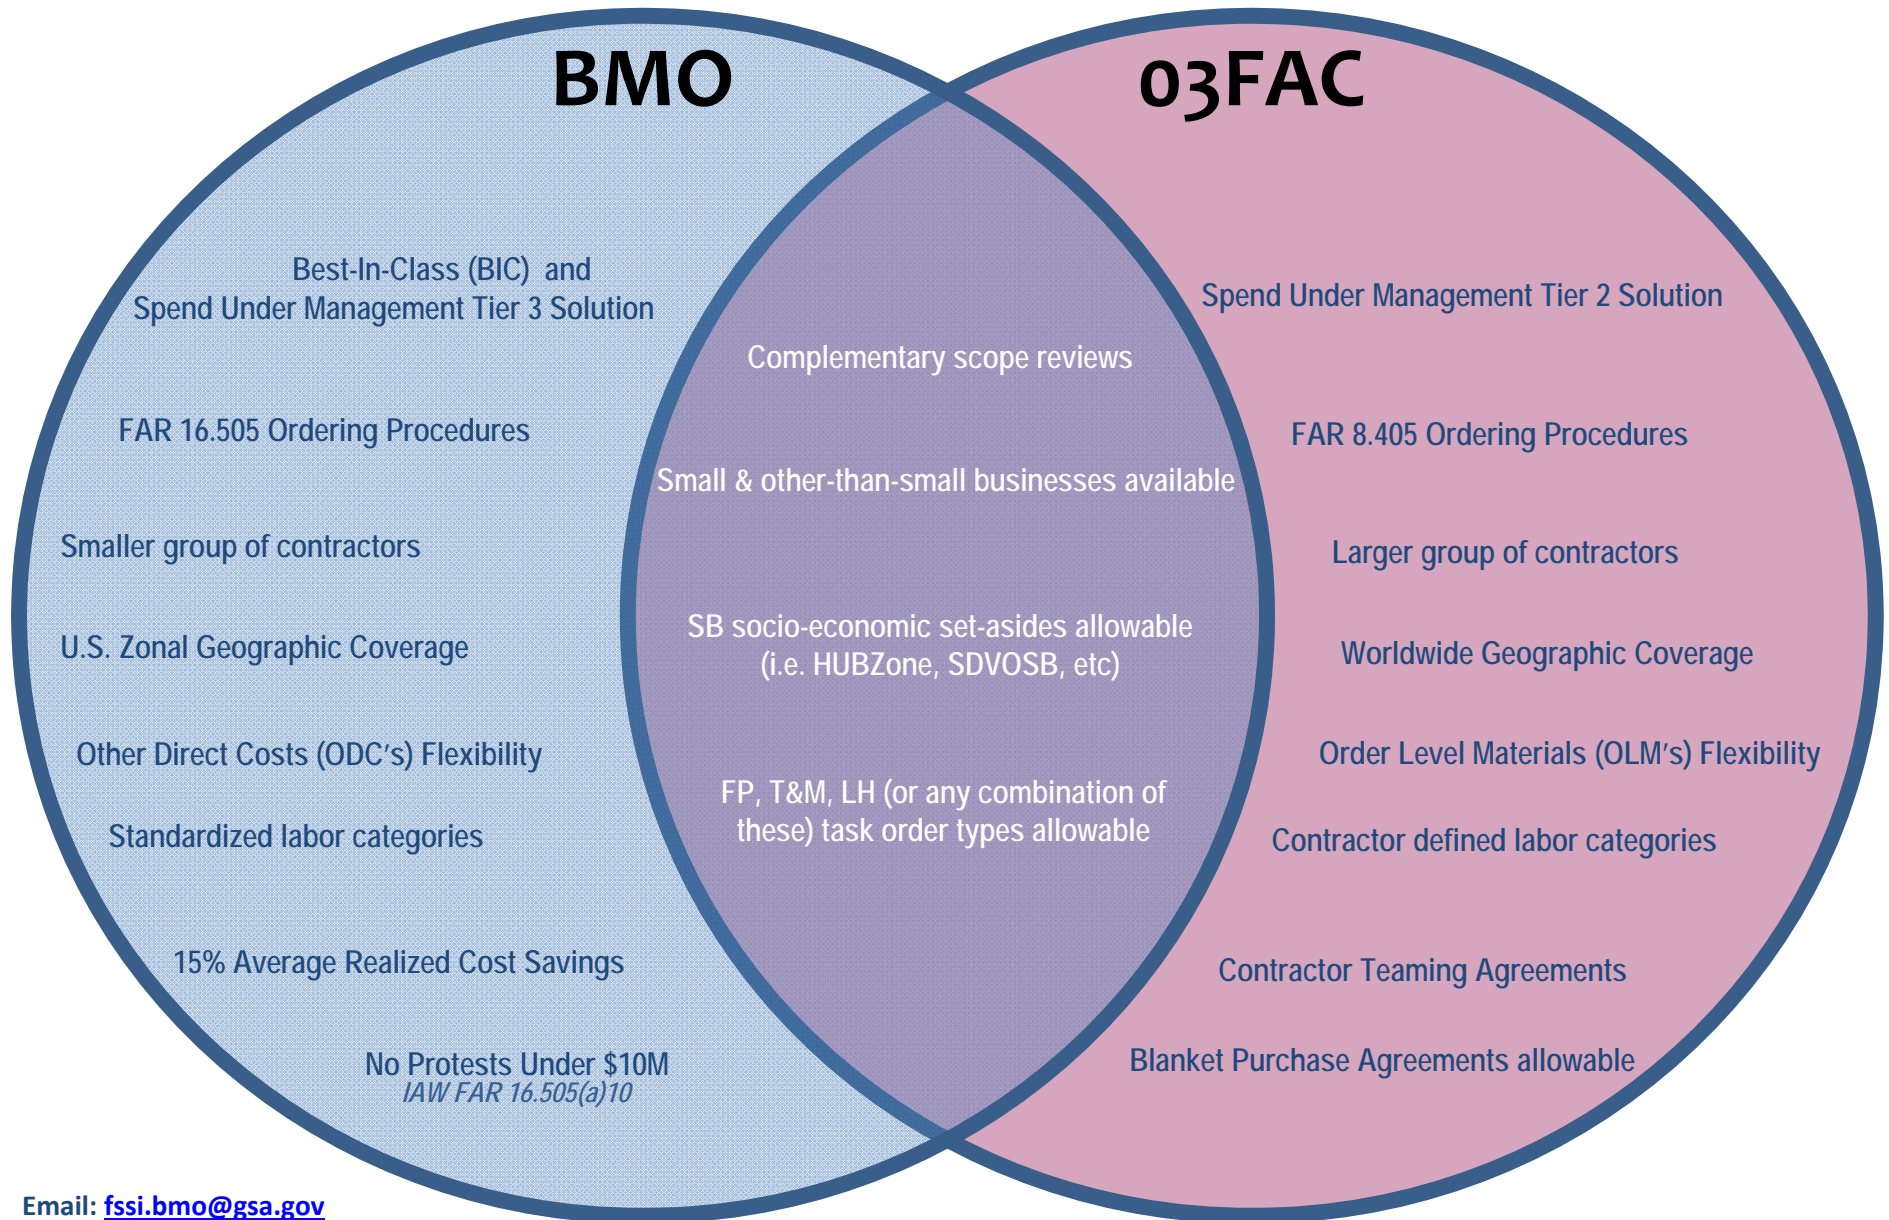 BMO
03FAC
Best-In-Class (BIC) and
Spend Under Management Tier 3 Solution
FAR 16.505 Ordering Procedures
Smaller group of contractors
U.S. Zonal Geographic Coverage
Other Direct Costs (ODC's) Flexibility
Standardized labor categories
15% Average Realized Cost Savings
No Protests Under $10M
IAW FAR 16.505(a)10
Complementary scope reviews
Small & other-than-small businesses available
SB socio-economic set-asides allowable
(i.e. HUBZone, SDVOSB, etc)
FP, T&M, LH (or any combination of
these) task order types allowable
Spend Under Management Tier 2 Solution
FAR 8.405 Ordering Procedures
Larger group of contractors
Worldwide Geographic Coverage
Order Level Materials (OLM's) Flexibility
Contractor defined labor categories
Contractor Teaming Agreements
Blanket Purchase Agreements allowable
Email: fssi.bmo@gsa.gov